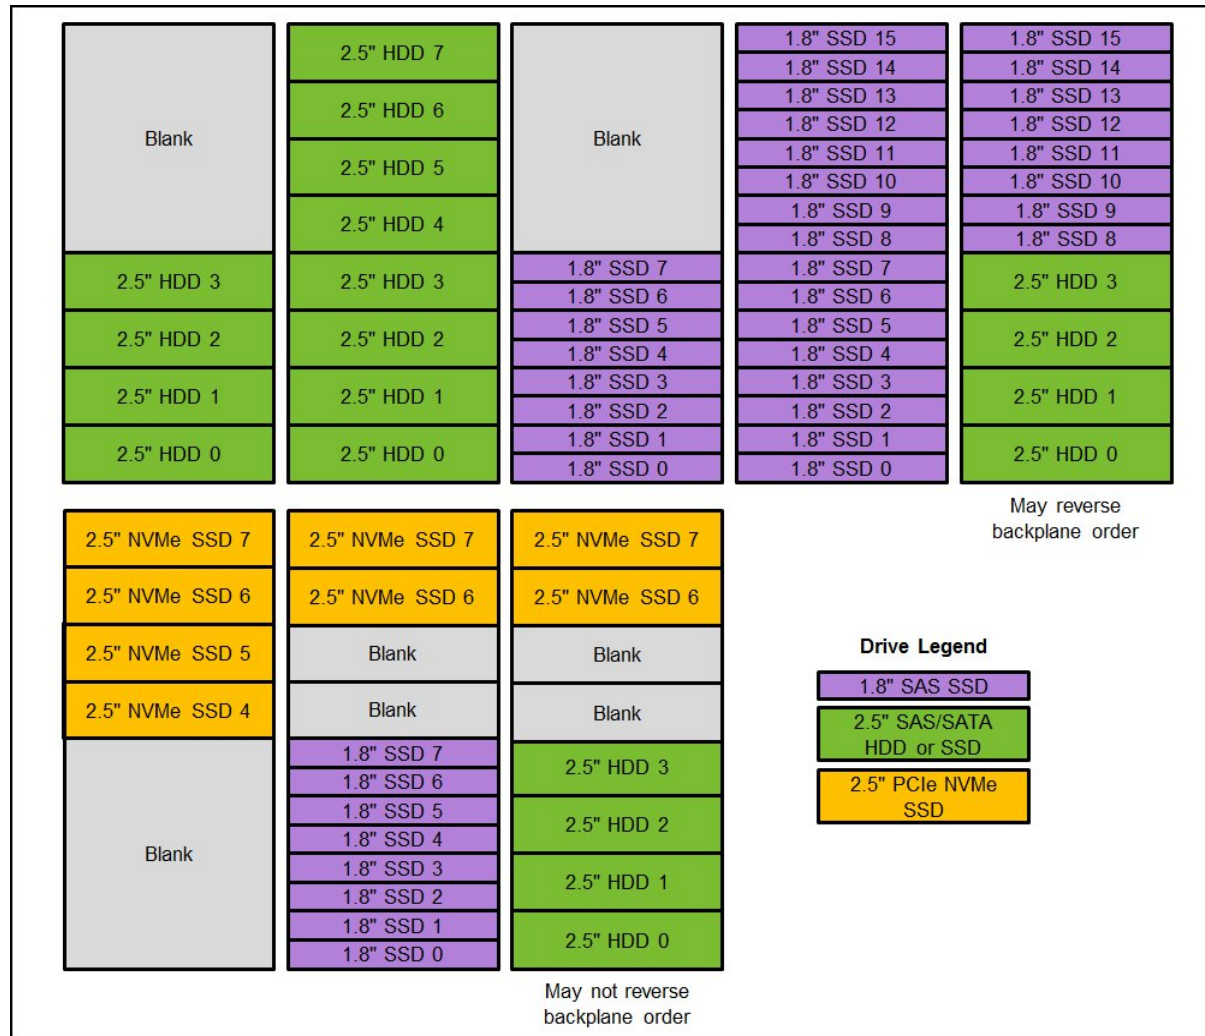 Blank
2.5" HDD 3
2.5" HDD 2
2.5" HDD 1
2.5" HDD 0
2.5" HDD 7
2.5" HDD 6
2.5" HDD 5
2.5" HDD 4
2.5" HDD 3
2.5" HDD 2
2.5" HDD 1
2.5" HDD 0
Blank
1.8" SSD 7
1.8" SSD 6
1.8" SSD 5
1.8" SSD 4
1.8" SSD 3
1.8" SSD 2
1.8" SSD 1
1.8" SSD 0
1.8" SSD 15
1.8" SSD 14
1.8" SSD 13
1.8" SSD 12
1.8" SSD 11
1.8" SSD 10
1.8" SSD 9
1.8" SSD 8
1.8" SSD 7
1.8" SSD 6
1.8" SSD 5
1.8" SSD 4
1.8" SSD 3
1.8" SSD 2
1.8" SSD 1
1.8" SSD 0
1.8" SSD 15
1.8" SSD 14
1.8" SSD 13
1.8" SSD 12
1.8" SSD 11
1.8" SSD 10
1.8" SSD 9
1.8" SSD 8
2.5" HDD 3
2.5" HDD 2
2.5" HDD 1
2.5" HDD 0
May reverse
backplane order
2.5" NVMe SSD 7
2.5" NVMe SSD 6
2.5" NVMe SSD 5
2.5" NVMe SSD 4
Blank
2.5" NVMe SSD 7
2.5" NVMe SSD 6
Blank
Blank
1.8" SSD 7
1.8" SSD 6
1.8" SSD 5
1.8" SSD 4
1.8" SSD 3
1.8" SSD 2
1.8" SSD 1
1.8" SSD 0
2.5" NVMe SSD 7
2.5" NVMe SSD 6
Blank
Blank
2.5" HDD 3
2.5" HDD 2
2.5" HDD 1
2.5" HDD 0
May not reverse
backplane order
Drive Legend
1.8" SAS SSD
2.5" SAS/SATA
HDD or SSD
2.5" PCIe NVMe
SSD